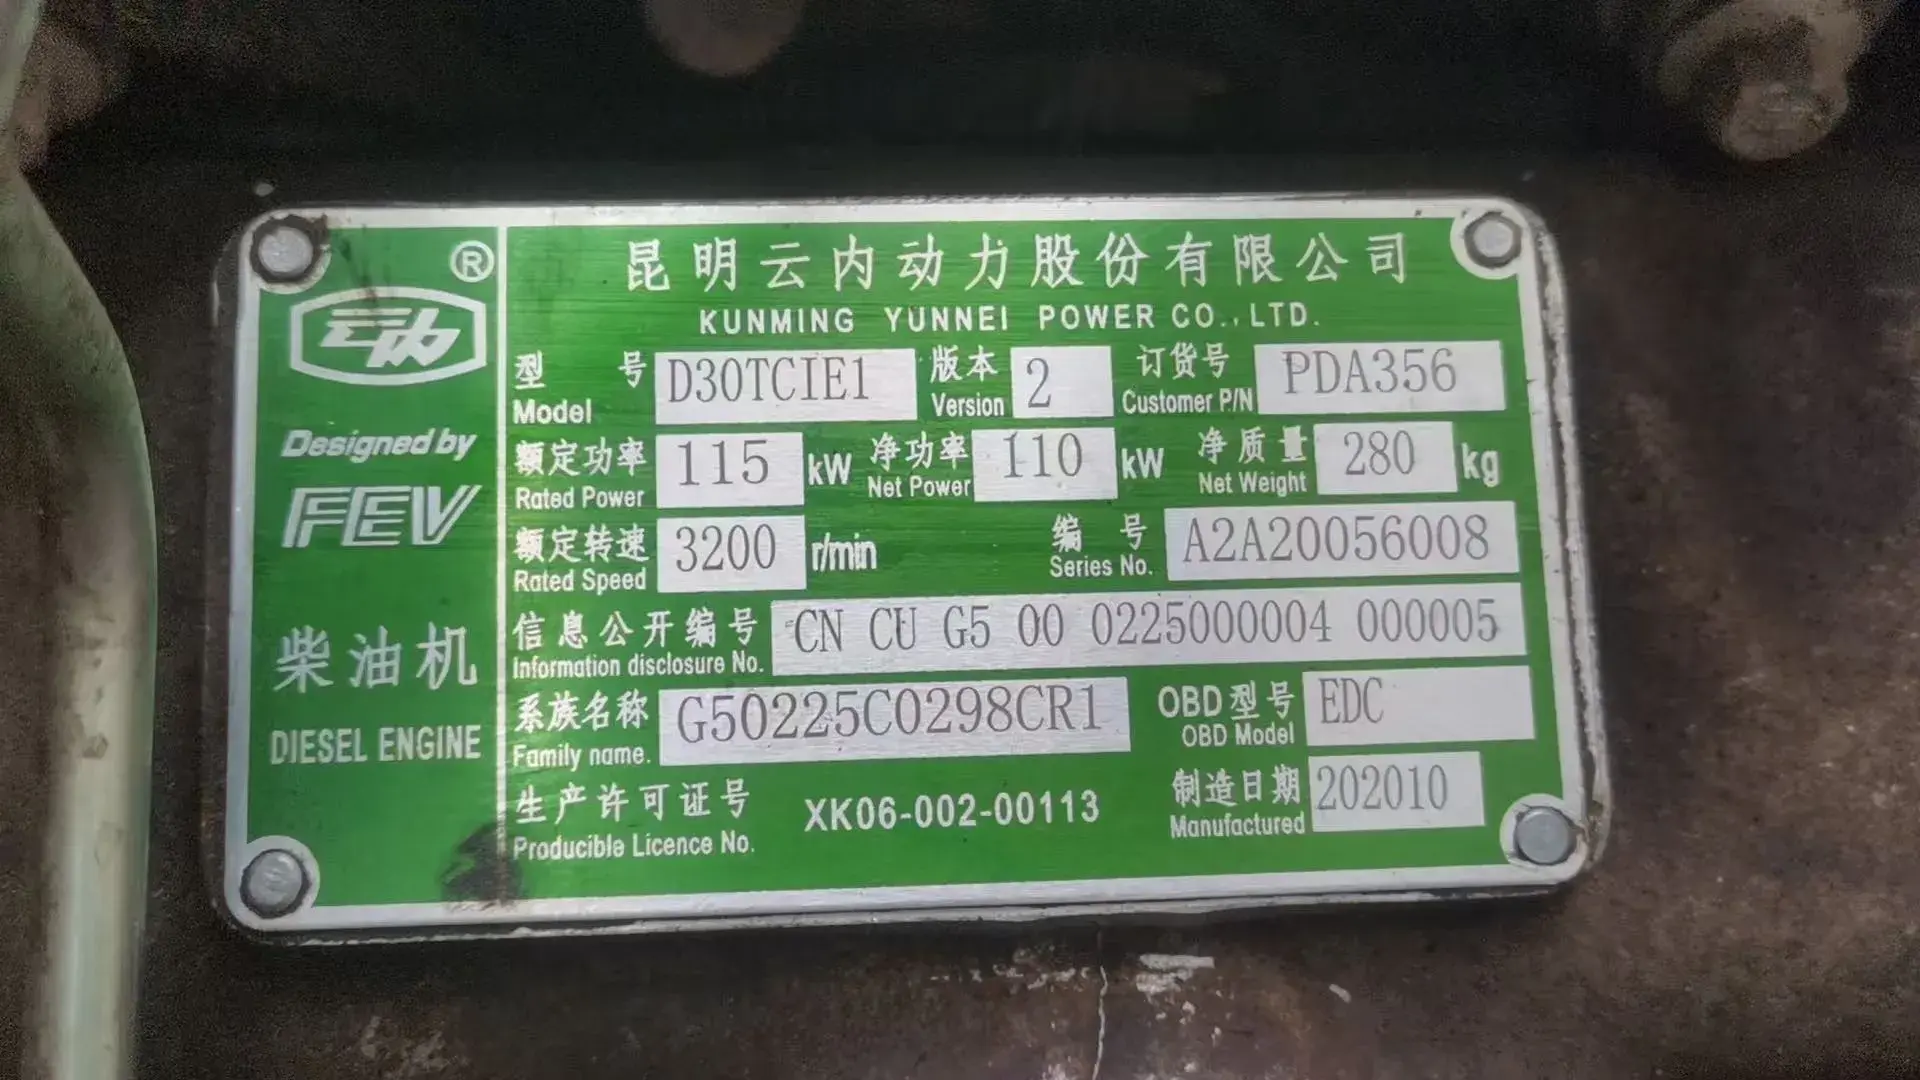 昆明云内动力股份有限公司
KUNMING YUNNEI POWER CO.,LTD.
®
云内
Designed by
FEV
柴油机
DIESEL ENGINE
型号 D30TCIE1 版本 2 订货号 PDA356
Model Version Customer P/N
额定功率 115 kW 净功率 110 kW 净质量 280 kg
Rated Power Net Power Net Weight
额定转速 3200 r/min 编号 A2A20056008
Rated Speed Series No.
信息公开编号 CN CU G5 00 0225000004 000005
Information disclosure No.
系族名称 G50225C0298CR1 OBD型号 EDC
Family name. OBD Model
生产许可证号 XK06-002-00113 制造日期 202010
Producible Licence No. Manufactured